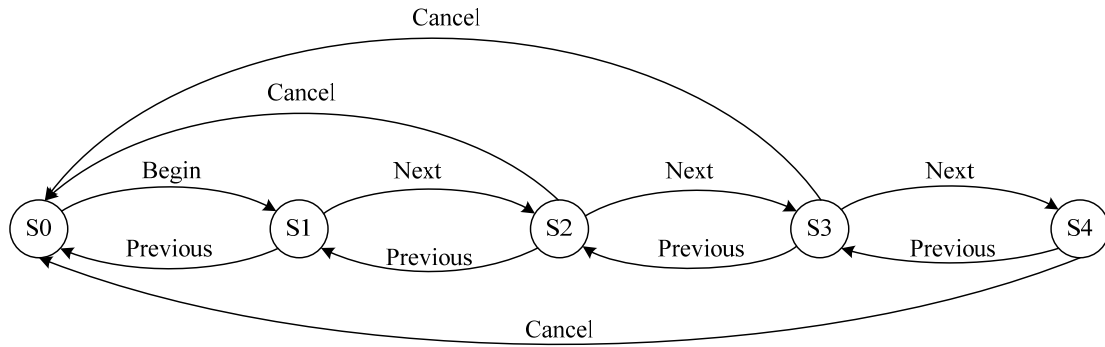 Cancel
Cancel
Begin
Next
Next
Next
S0
S1
S2
S3
S4
Previous
Previous
Previous
Previous
Cancel